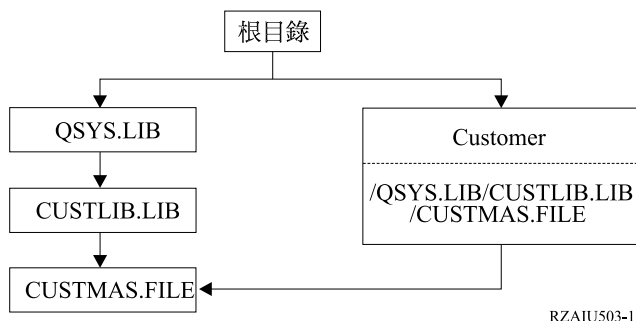 根目錄
QSYS.LIB
CUSTLIB.LIB
CUSTMAS.FILE
Customer
/QSYS.LIB/CUSTLIB.LIB
/CUSTMAS.FILE
RZAIU503-1